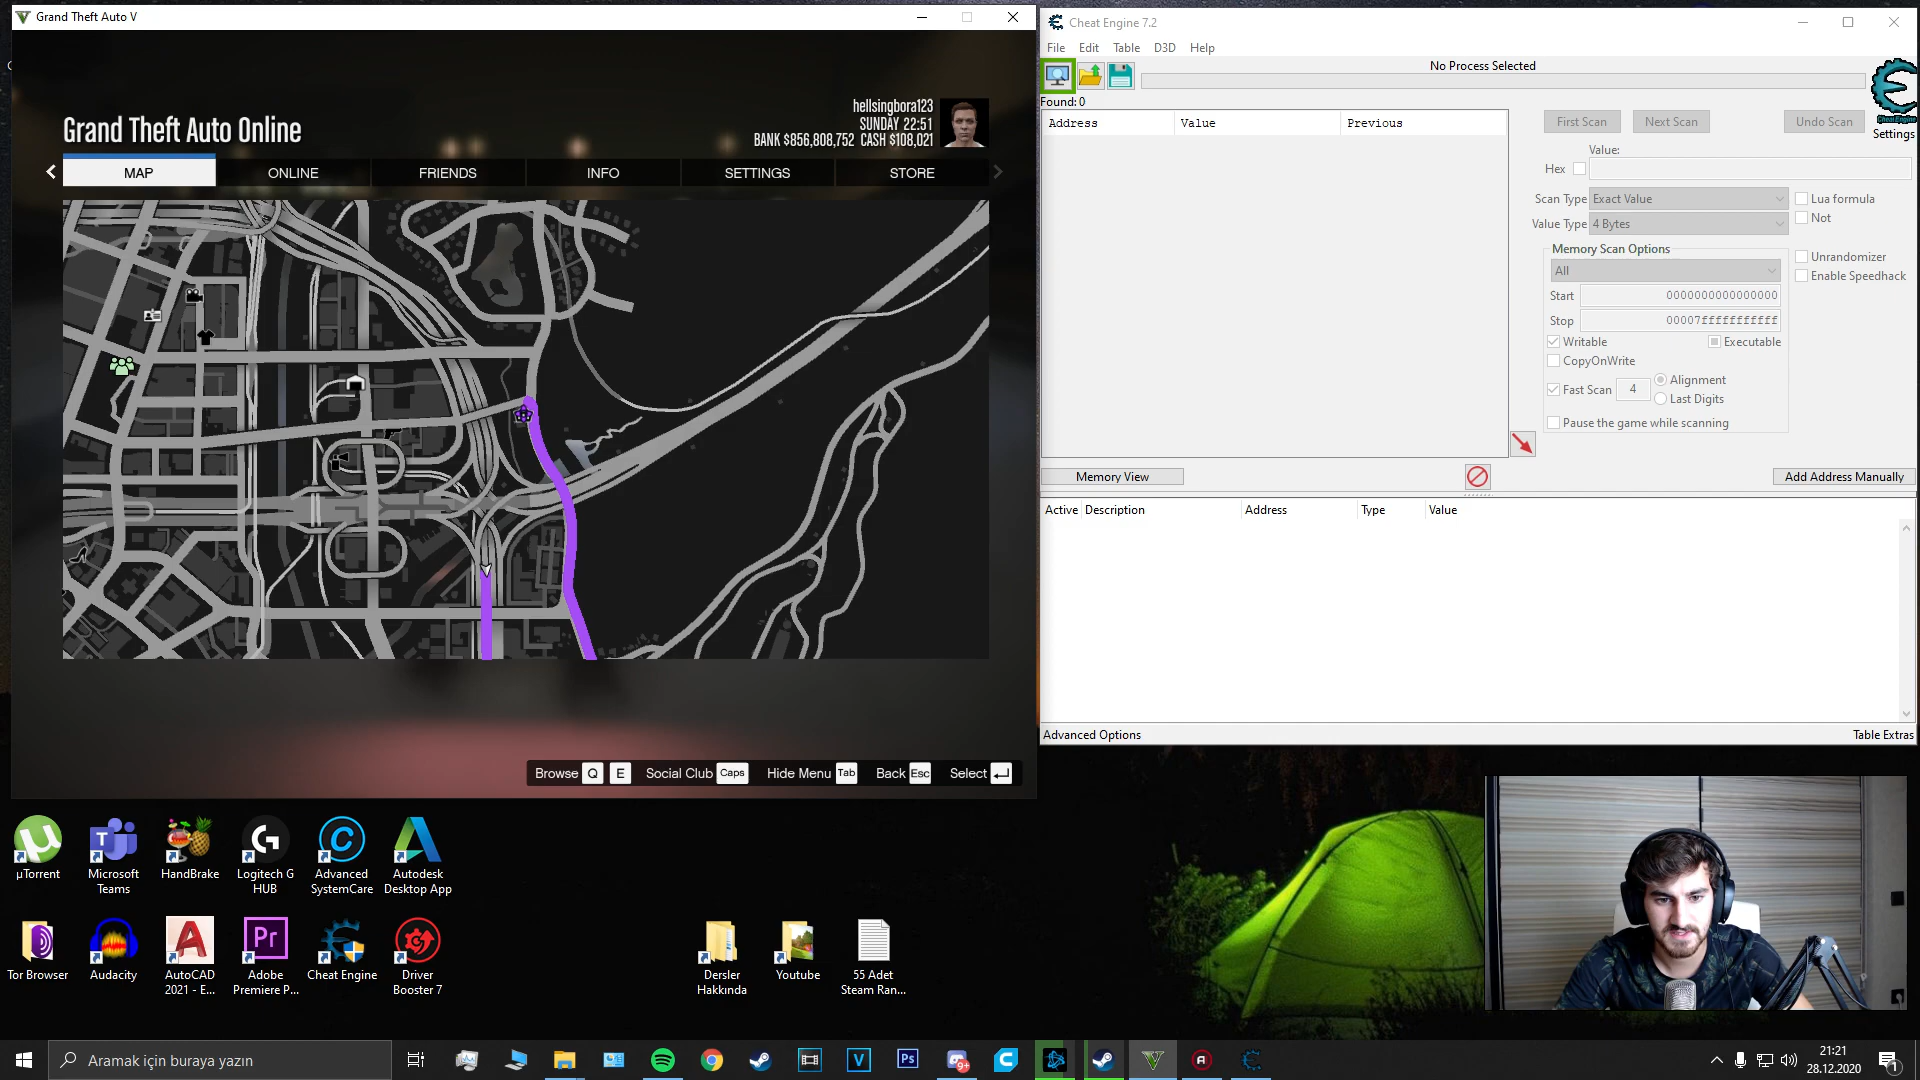 Grand Theft Auto V
Grand Theft Auto Online
hellsingbora123
SUNDAY 22:51
BANK $856,808,752 CASH $108,021
MAP
ONLINE
FRIENDS
INFO
SETTINGS
STORE
Browse Q E Social Club Caps Hide Menu Tab Back Esc Select
Cheat Engine 7.2
File Edit Table D3D Help
No Process Selected
Found: 0
Address Value Previous
First Scan Next Scan Undo Scan
Cheat Engine
Settings
Value:
Hex
Scan Type Exact Value
Lua formula
Not
Value Type 4 Bytes
Memory Scan Options
All
Unrandomizer
Enable Speedhack
Start 0000000000000000
Stop 00007fffffffffff
Writable Executable
CopyOnWrite
Fast Scan 4 Alignment
Last Digits
Pause the game while scanning
Memory View
Add Address Manually
Active Description Address Type Value
Advanced Options
Table Extras
µTorrent
Microsoft Teams
HandBrake
Logitech G HUB
Advanced SystemCare
Autodesk Desktop App
Tor Browser
Audacity
AutoCAD 2021 - E...
Adobe Premiere P...
Cheat Engine
Driver Booster 7
Dersler Hakkında
Youtube
55 Adet Steam Ran...
Aramak için buraya yazın
9+
21:21
28.12.2020
1